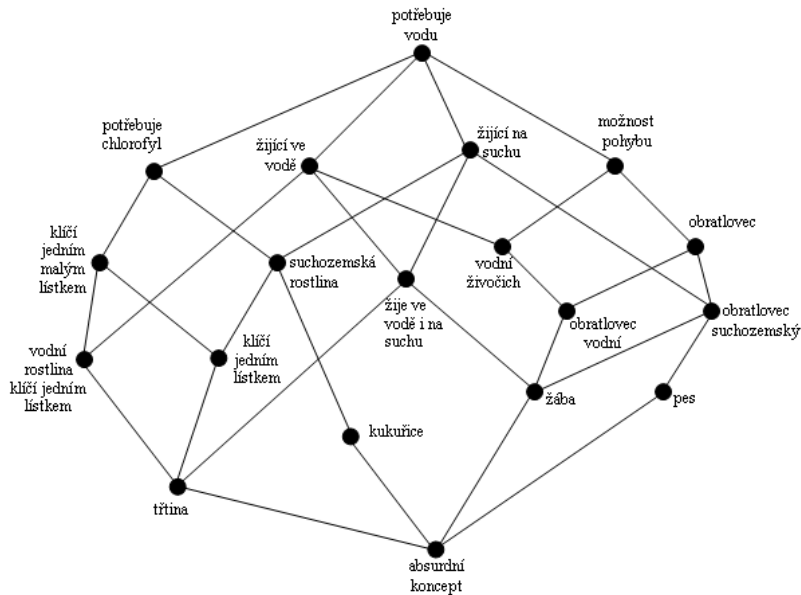 potřebuje
vodu
potřebuje
chlorofyl
žijící ve
vodě
žijící na
suchu
možnost
pohybu
klíčí
jedním
malým
lístkem
suchozemská
rostlina
vodní
živočich
obratlovec
žije ve
vodě i na
suchu
obratlovec
vodní
obratlovec
suchozemský
vodní
rostlina
klíčí jedním
lístkem
klíčí
jedním
lístkem
žába
pes
kukuřice
třtina
absurdní
koncept